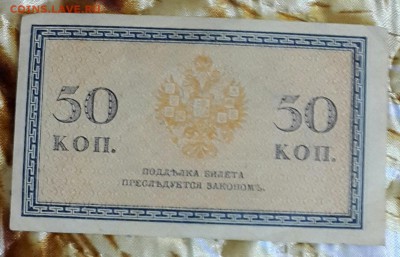 COINS.LAVE.RU
50 50
КОП. КОП.
ПОДДѢЛКА БИЛЕТА
ПРЕСЛѢДУЕТСЯ ЗАКОНОМЪ.